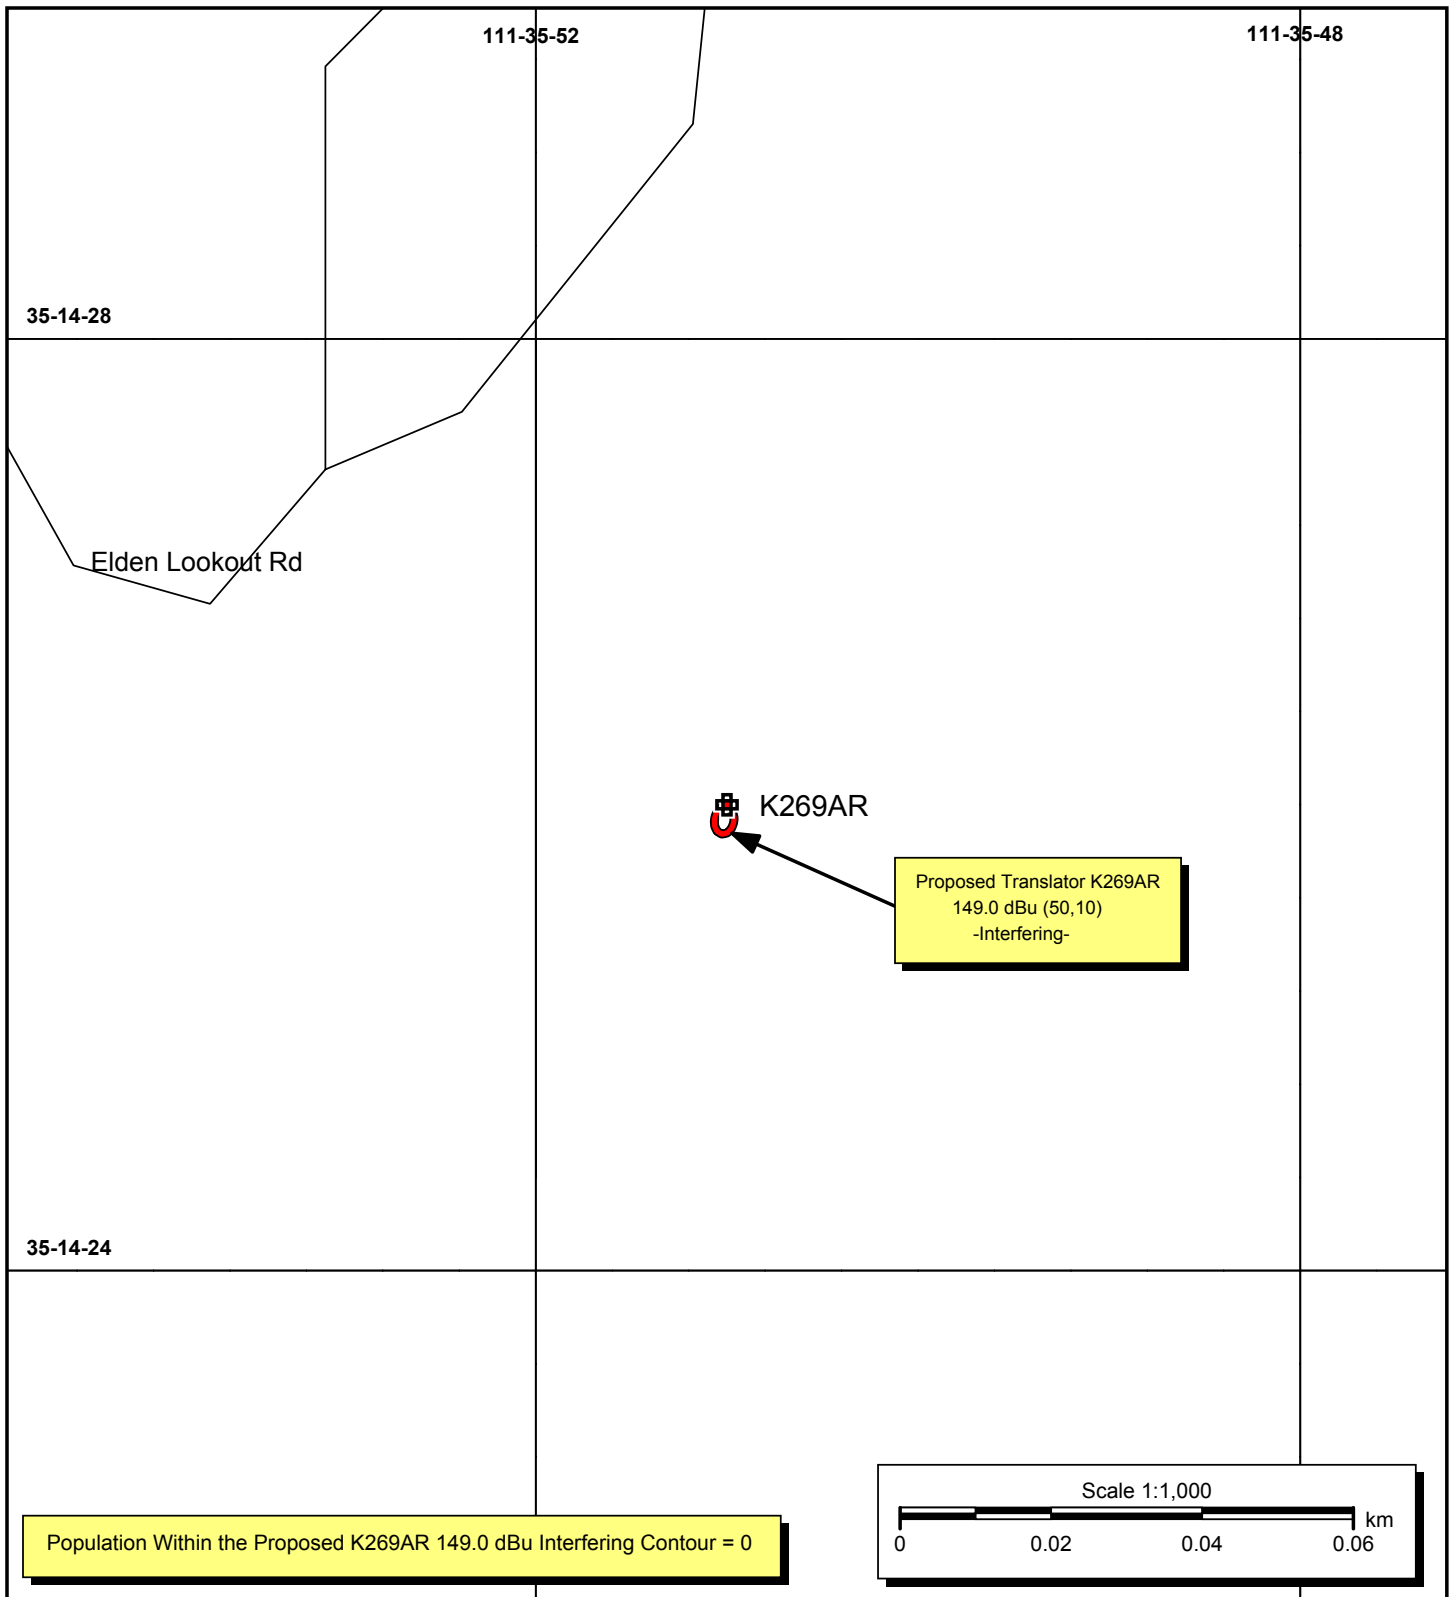 111-35-52
111-35-48
35-14-28
Elden Lookout Rd
K269AR
Proposed Translator K269AR
149.0 dBu (50,10)
-Interfering-
35-14-24
Scale 1:1,000
km
0 0.02 0.04 0.06
Population Within the Proposed K269AR 149.0 dBu Interfering Contour = 0